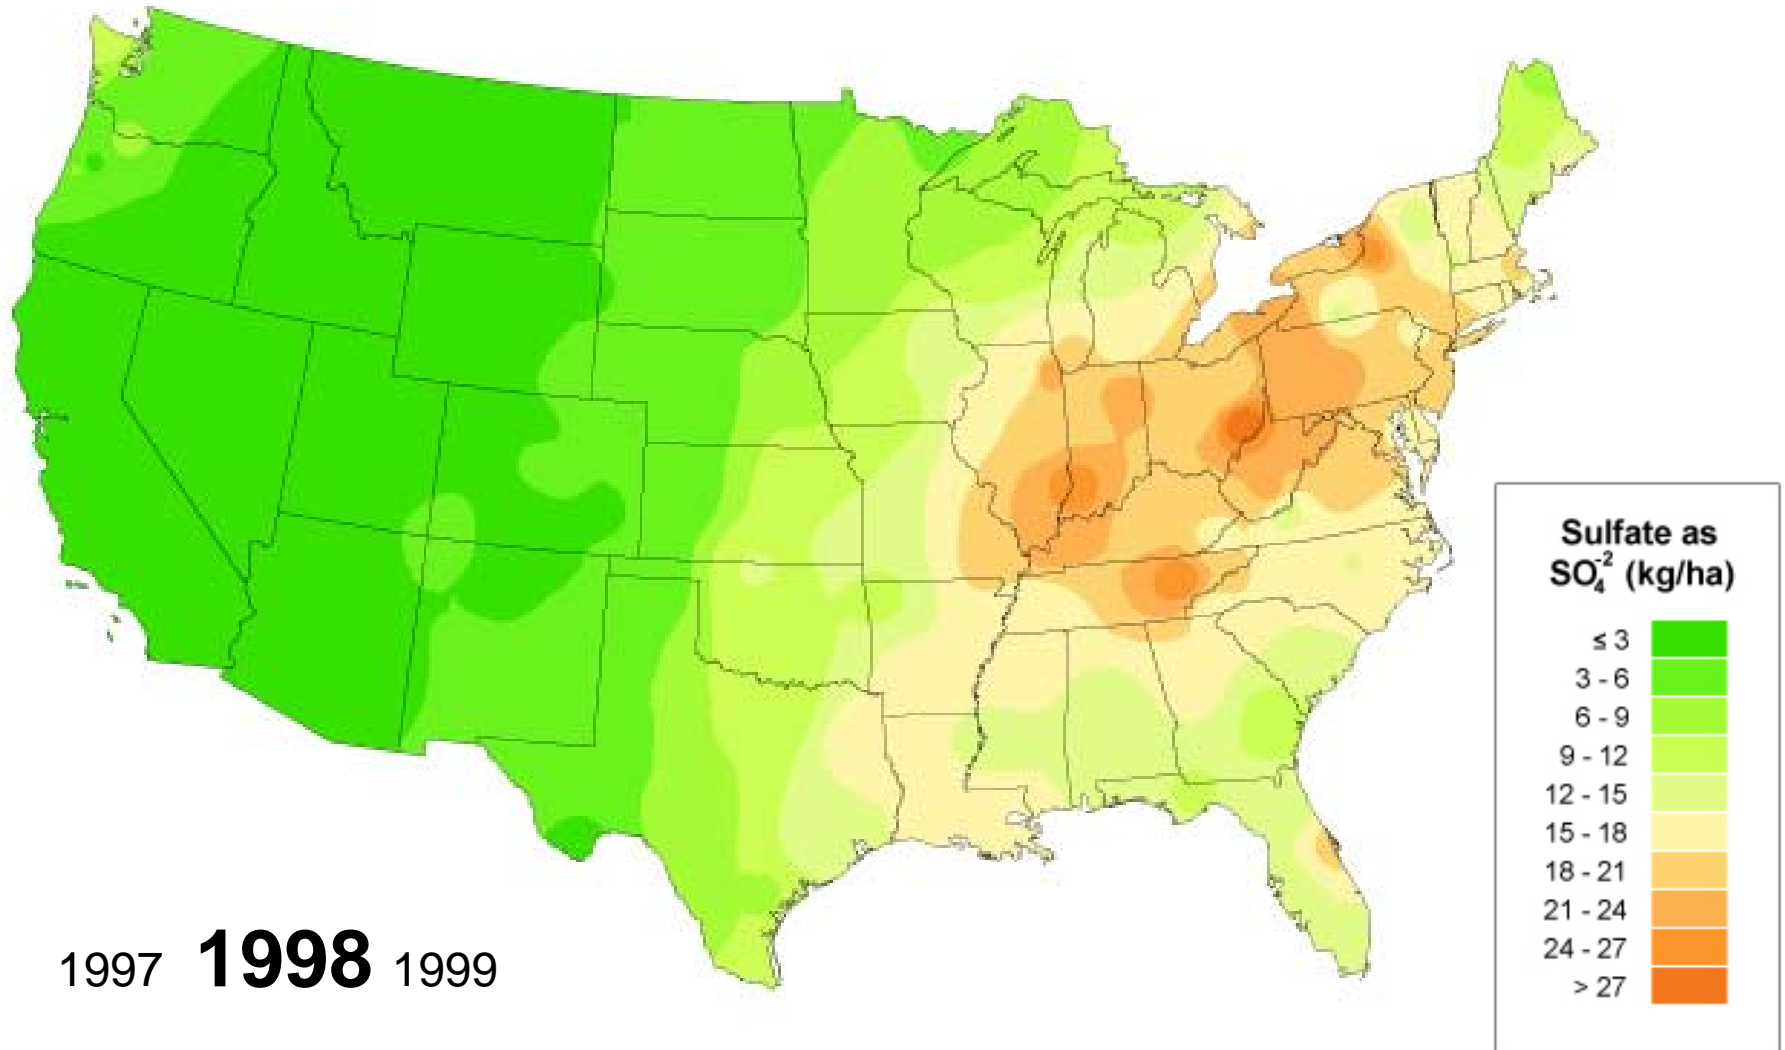 Sulfate as
SO₄⁻² (kg/ha)
≤ 3
3 - 6
6 - 9
9 - 12
12 - 15
15 - 18
18 - 21
21 - 24
24 - 27
> 27
1997 1998 1999